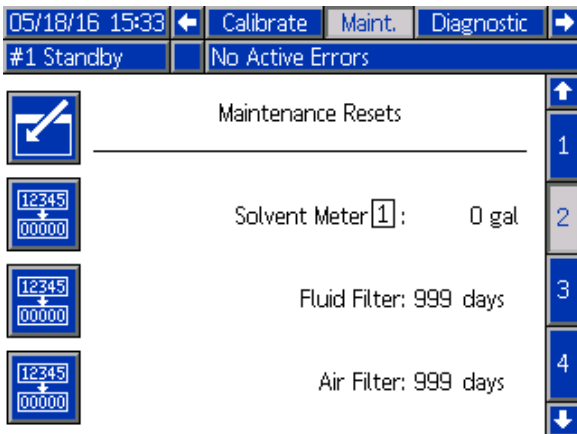 05/18/16 15:33 Calibrate Maint. Diagnostic
#1 Standby No Active Errors
Maintenance Resets
1
12345
00000
Solvent Meter 1 : 0 gal
2
12345
00000
Fluid Filter: 999 days
3
12345
00000
Air Filter: 999 days
4